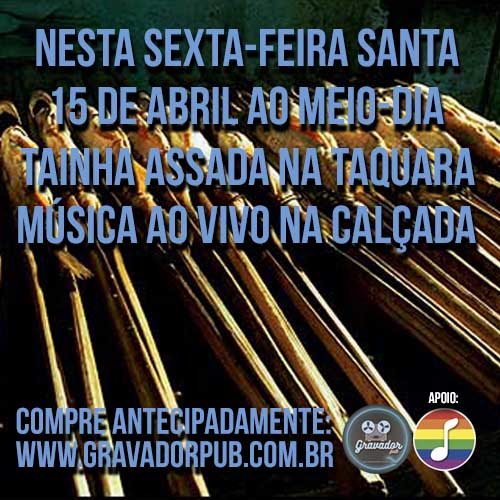 NESTA SEXTA-FEIRA SANTA
15 DE ABRIL AO MEIO-DIA
TAINHA ASSADA NA TAQUARA
MÚSICA AO VIVO NA CALÇADA
APOIO:
COMPRE ANTECIPADAMENTE:
WWW.GRAVADORPUB.COM.BR
Gravador
pub